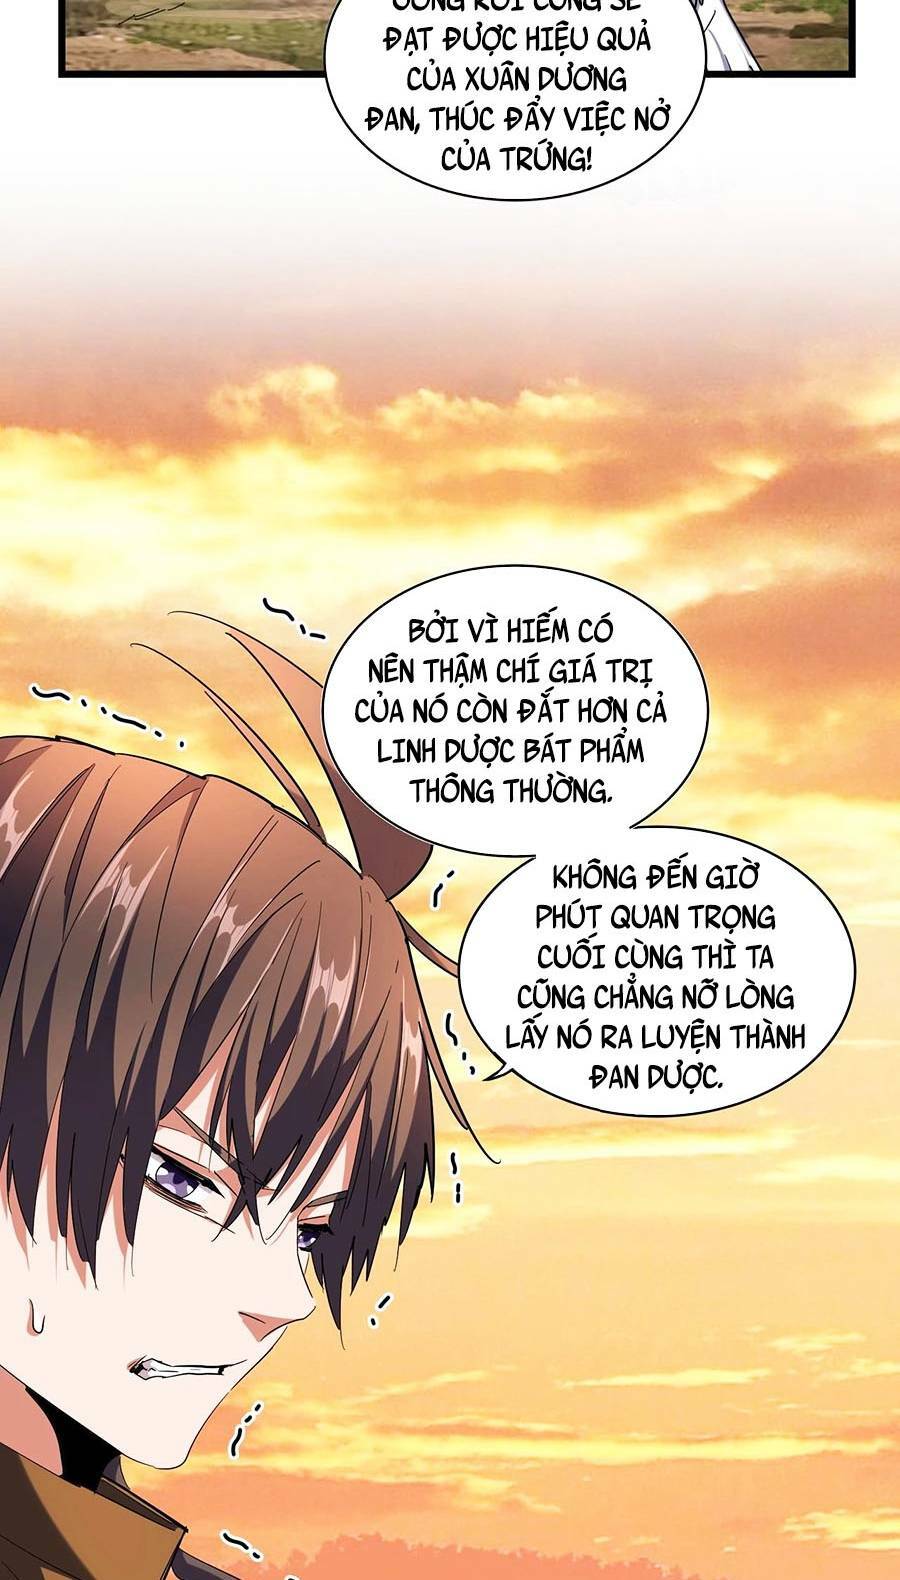 ĐẠT ĐƯỢC HIỆU QUẢ
CỦA XUÂN DƯƠNG
ĐAN, THÚC ĐẨY VIỆC NỞ
CỦA TRỨNG!
BỞI VÌ HIẾM CÓ
NÊN THẬM CHÍ GIÁ TRỊ
CỦA NÓ CÒN ĐẮT HƠN CẢ
LINH DƯỢC BÁT PHẨM
THÔNG THƯỜNG.
KHÔNG ĐẾN GIỜ
PHÚT QUAN TRỌNG
CUỐI CÙNG THÌ TA
CŨNG CHẲNG NỠ LÒNG
LẤY NÓ RA LUYỆN THÀNH
ĐAN DƯỢC.